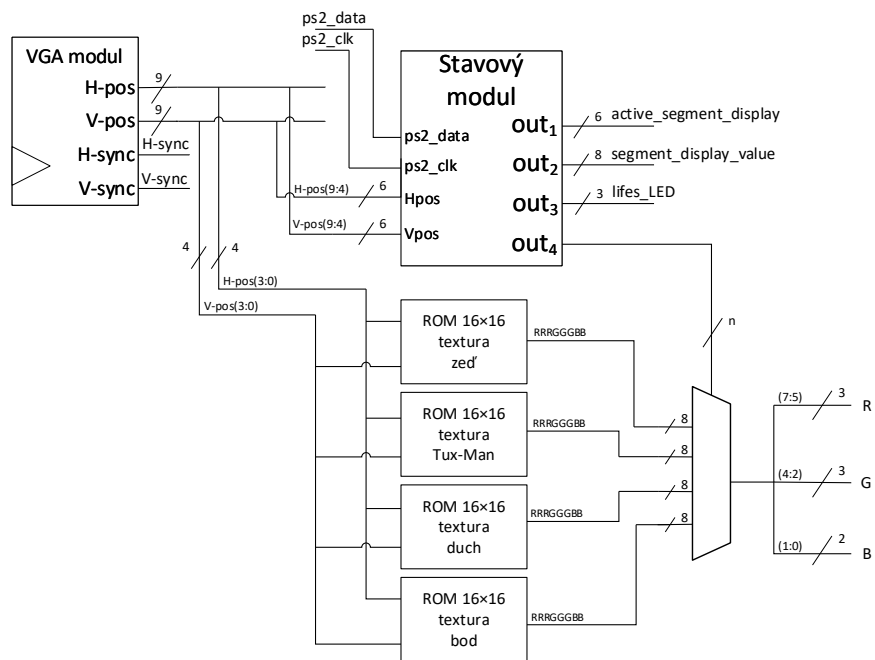 ps2_data
ps2_clk
VGA modul
H-pos
V-pos
H-sync
V-sync
9
9
H-sync
V-sync
Stavový
modul
ps2_data
ps2_clk
Hpos
Vpos
H-pos(9:4)
6
V-pos(9:4)
6
out1
out2
out3
out4
6
active_segment_display
8
segment_display_value
3
lifes_LED
4
4
H-pos(3:0)
V-pos(3:0)
n
ROM 16×16
textura
zeď
RRRGGGBB
8
ROM 16×16
textura
Tux-Man
RRRGGGBB
8
ROM 16×16
textura
duch
RRRGGGBB
8
ROM 16×16
textura
bod
RRRGGGBB
8
(7:5)
3
R
(4:2)
3
G
(1:0)
2
B